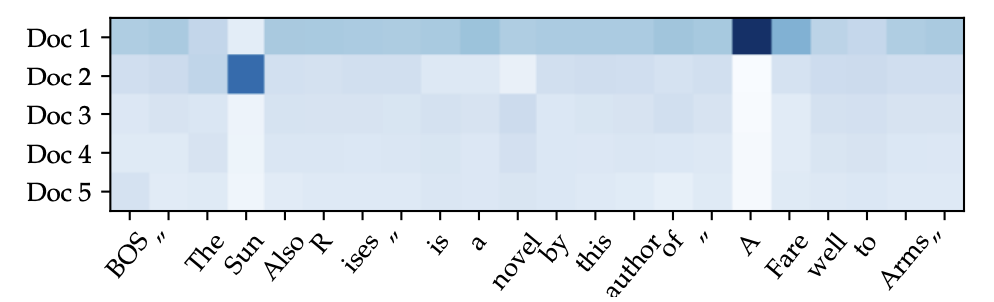 Doc 1
Doc 2
Doc 3
Doc 4
Doc 5
BOS ” The Sun Also R ises ” is a novel by this author of ” A Fare well to Arms ”